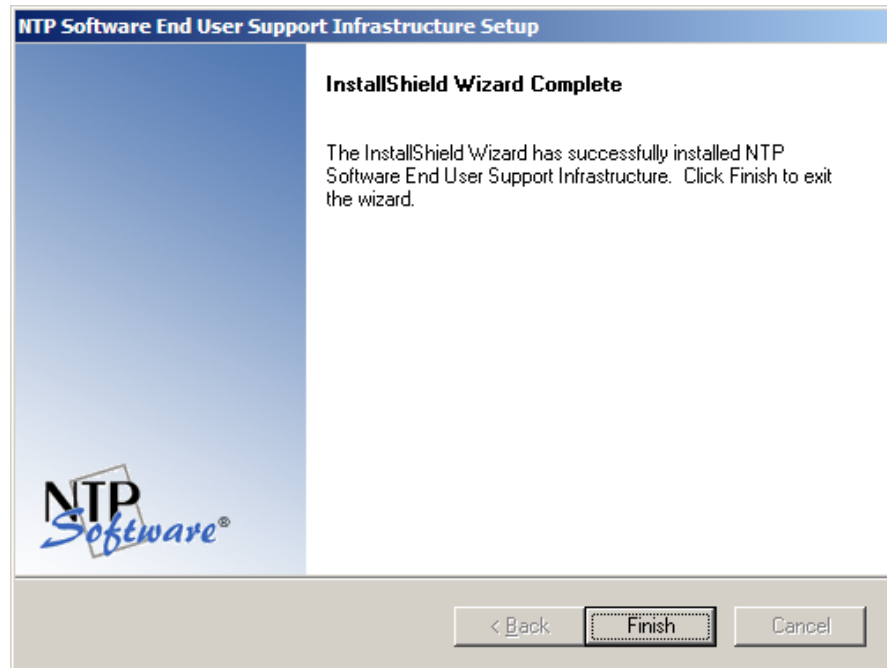 NTP Software End User Support Infrastructure Setup
InstallShield Wizard Complete
The InstallShield Wizard has successfully installed NTP
Software End User Support Infrastructure. Click Finish to exit
the wizard.
NTP
Software®
< Back
Finish
Cancel